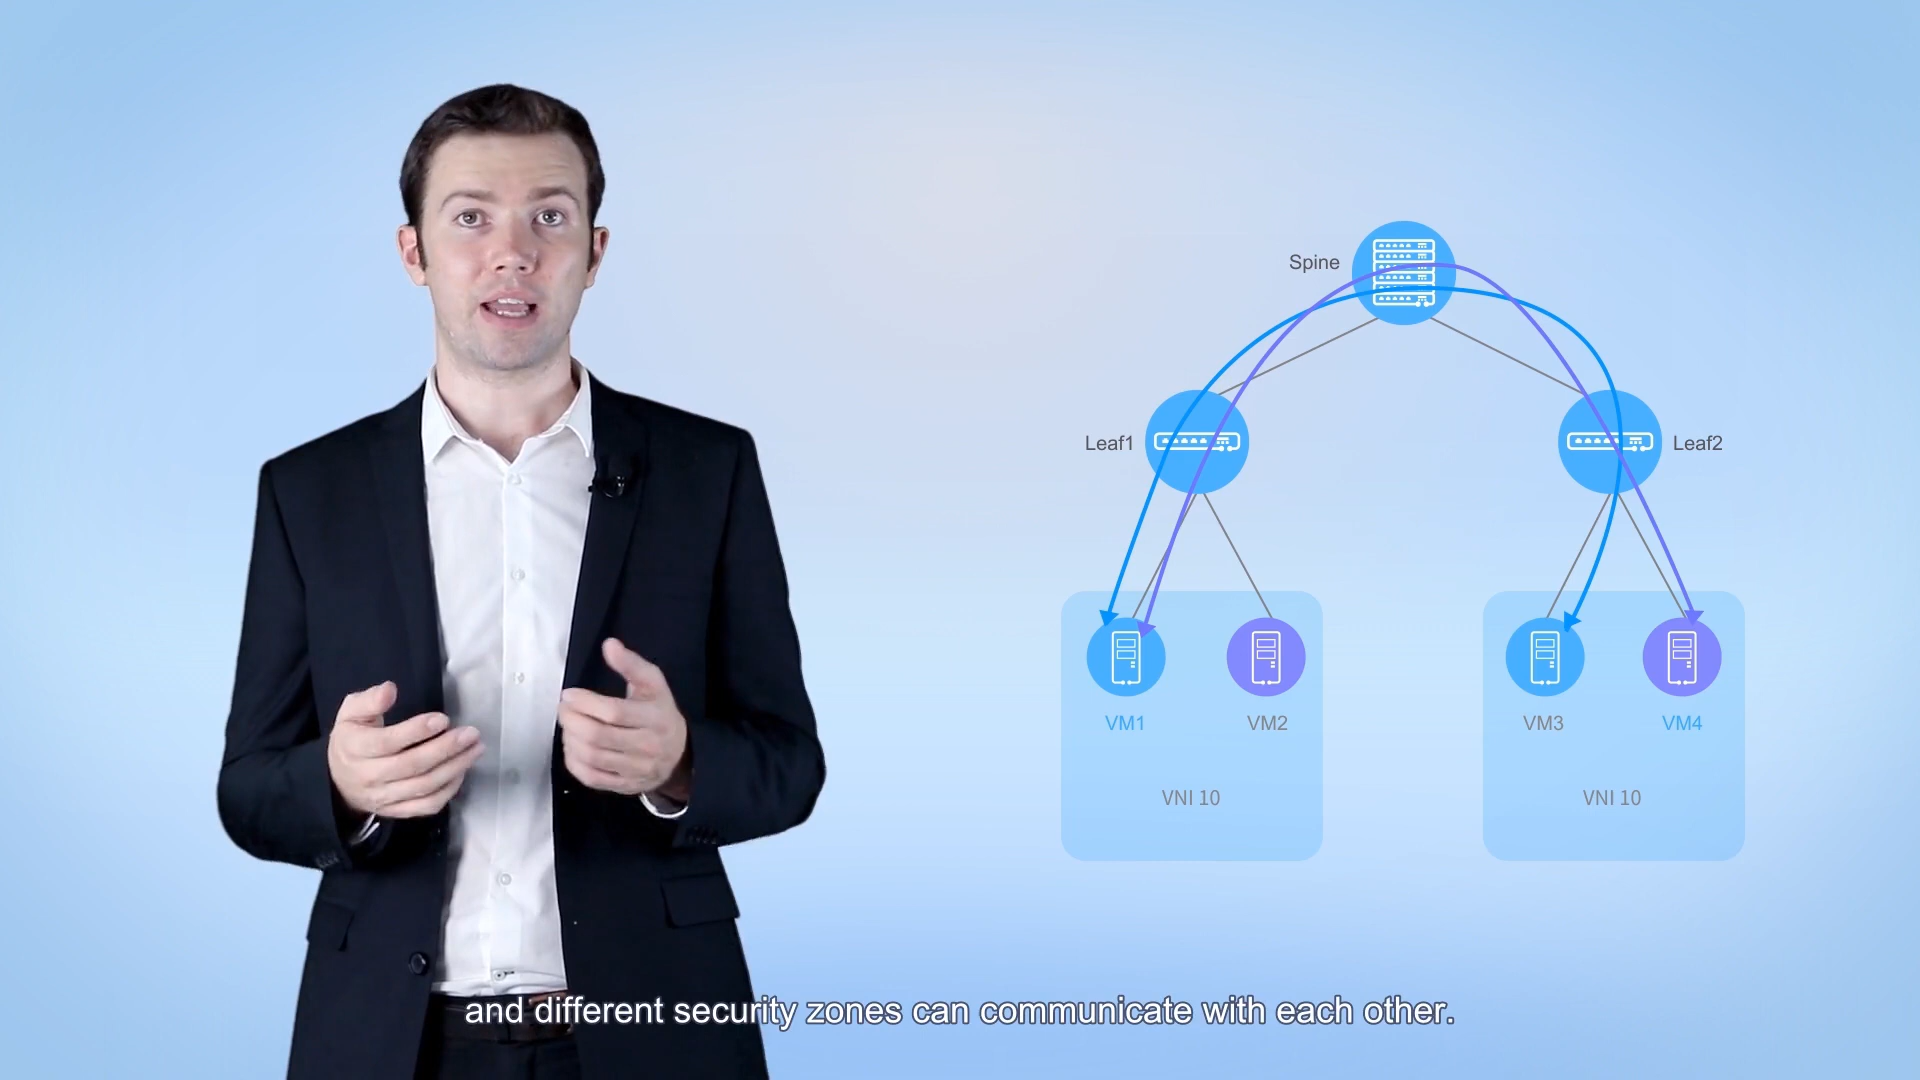 Spine
Leaf1
Leaf2
VM1
VM2
VM3
VM4
VNI 10
VNI 10
and different security zones can communicate with each other.